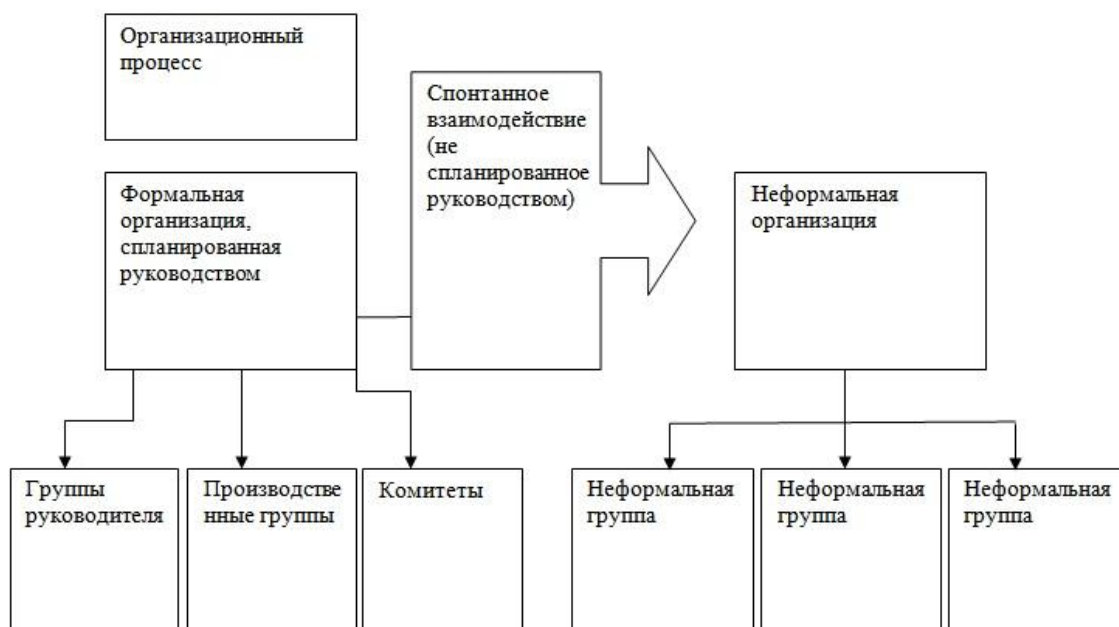 Организационный
процесс
Спонтанное
взаимодействие
(не
спланированное
руководством)
Формальная
организация,
спланированная
руководством
Неформальная
организация
Группы
руководителя
Производстве
нные группы
Комитеты
Неформальная
группа
Неформальная
группа
Неформальная
группа